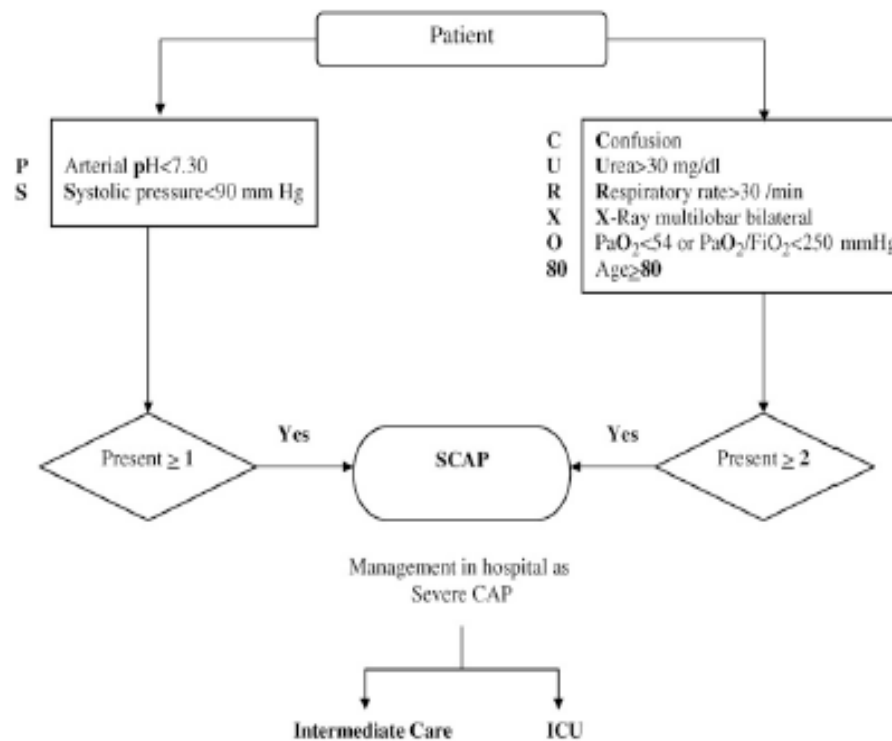 Patient
P Arterial pH<7.30
S Systolic pressure<90 mm Hg
C Confusion
U Urea>30 mg/dl
R Respiratory rate>30 /min
X X-Ray multilobar bilateral
O PaO₂<54 or PaO₂/FiO₂<250 mmHg
80 Age≥80
Present ≥ 1
Yes
SCAP
Yes
Present ≥ 2
Management in hospital as
Severe CAP
Intermediate Care
ICU